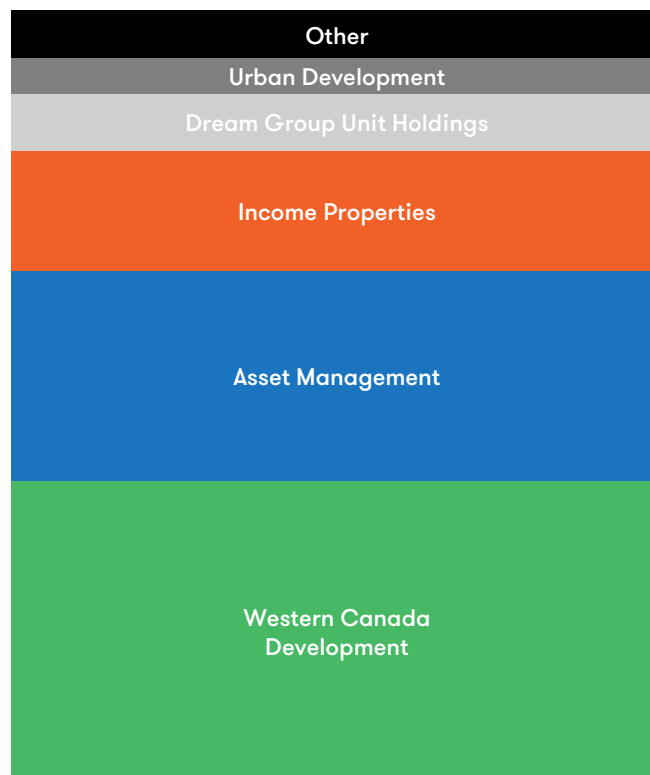 Other
Urban Development
Dream Group Unit Holdings
Income Properties
Asset Management
Western Canada
Development